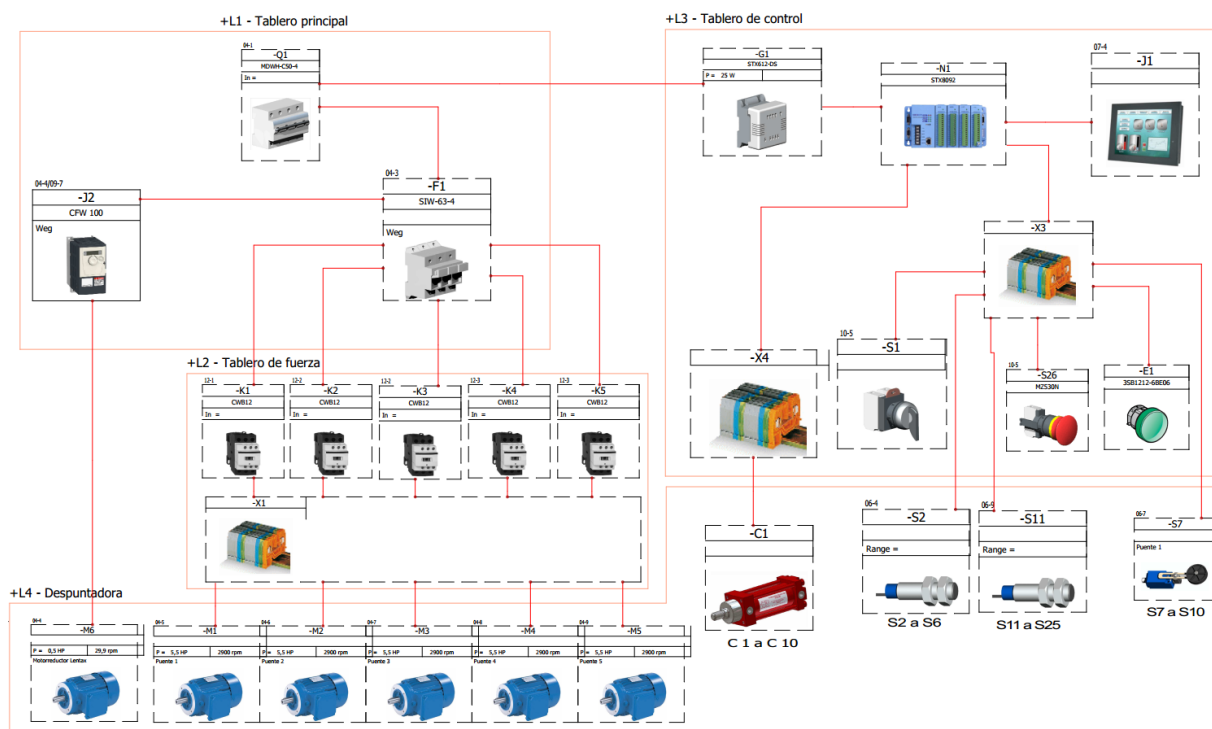 +L1 - Tablero principal
04-1
-Q1
MDWH-C50-4
In =
04-3
-F1
SIW-63-4
Weg
04-4/09-7
-J2
CFW 100
Weg
+L2 - Tablero de fuerza
12-1
-K1
CWB12
In =
12-2
-K2
CWB12
In =
12-2
-K3
CWB12
In =
12-3
-K4
CWB12
In =
12-3
-K5
CWB12
In =
-X1
+L3 - Tablero de control
-G1
STX612-DS
P = 25 W
-N1
STX8092
07-4
-J1
-X3
-X4
10-5
-S1
10-5
-S26
MZS30N
-E1
3SB1212-6BE06
+L4 - Despuntadora
-C1
C 1 a C 10
06-4
-S2
Range =
S2 a S6
06-9
-S11
Range =
S11 a S25
06-7
-S7
Puente 1
S7 a S10
04-4
-M6
P = 0,5 HP 29,9 rpm
Motorreductor Lentax
04-5
-M1
P = 5,5 HP 2900 rpm
Puente 1
04-6
-M2
P = 5,5 HP 2900 rpm
Puente 2
04-7
-M3
P = 5,5 HP 2900 rpm
Puente 3
04-8
-M4
P = 5,5 HP 2900 rpm
Puente 4
04-9
-M5
P = 5,5 HP 2900 rpm
Puente 5